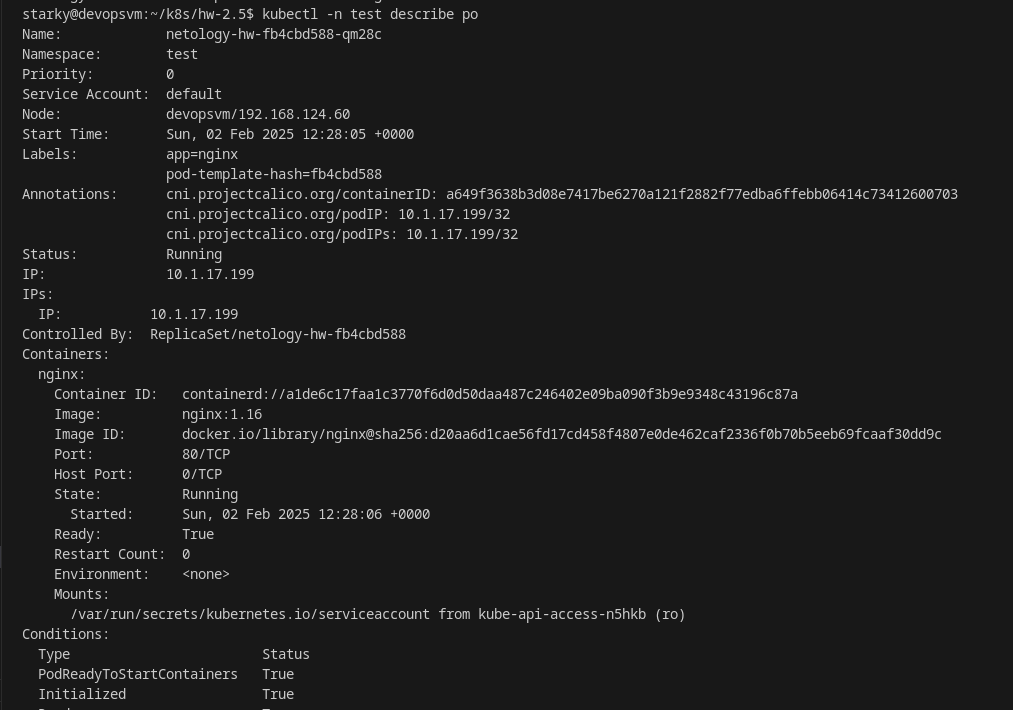 starky@devopsvm:~/k8s/hw-2.5$ kubectl -n test describe po
Name:             netology-hw-fb4cbd588-qm28c
Namespace:        test
Priority:         0
Service Account:  default
Node:             devopsvm/192.168.124.60
Start Time:       Sun, 02 Feb 2025 12:28:05 +0000
Labels:           app=nginx
                  pod-template-hash=fb4cbd588
Annotations:      cni.projectcalico.org/containerID: a649f3638b3d08e7417be6270a121f2882f77edba6ffebb06414c73412600703
                  cni.projectcalico.org/podIP: 10.1.17.199/32
                  cni.projectcalico.org/podIPs: 10.1.17.199/32
Status:           Running
IP:               10.1.17.199
IPs:
  IP:           10.1.17.199
Controlled By:  ReplicaSet/netology-hw-fb4cbd588
Containers:
  nginx:
    Container ID:   containerd://a1de6c17faa1c3770f6d0d50daa487c246402e09ba090f3b9e9348c43196c87a
    Image:          nginx:1.16
    Image ID:       docker.io/library/nginx@sha256:d20aa6d1cae56fd17cd458f4807e0de462caf2336f0b70b5eeb69fcaaf30dd9c
    Port:           80/TCP
    Host Port:      0/TCP
    State:          Running
      Started:      Sun, 02 Feb 2025 12:28:06 +0000
    Ready:          True
    Restart Count:  0
    Environment:    <none>
    Mounts:
      /var/run/secrets/kubernetes.io/serviceaccount from kube-api-access-n5hkb (ro)
Conditions:
  Type                        Status
  PodReadyToStartContainers   True
  Initialized                 True